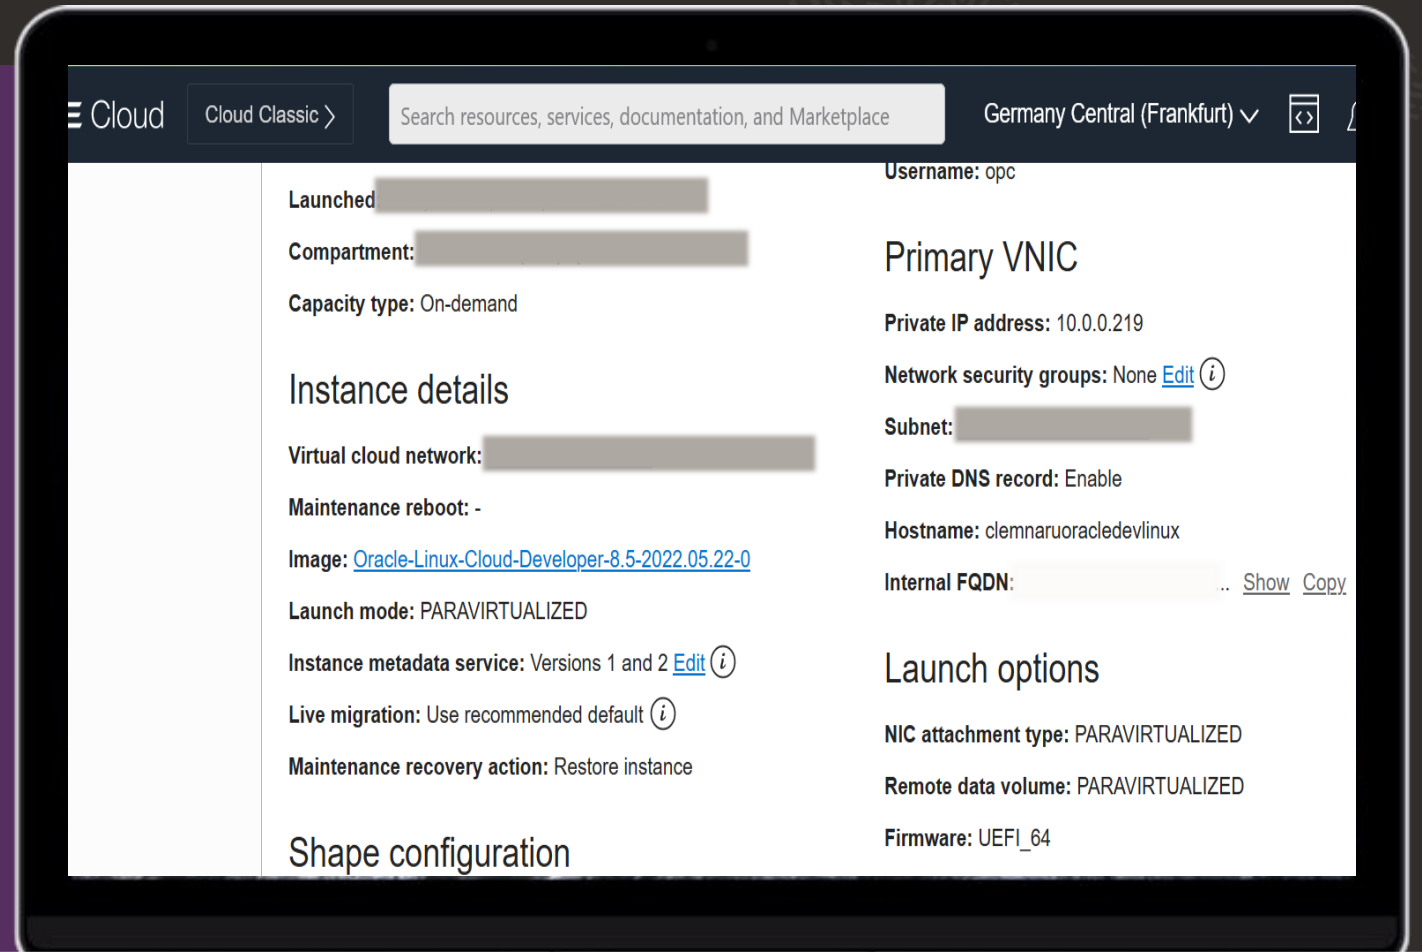 Cloud
Cloud Classic
Search resources, services, documentation, and Marketplace
Germany Central (Frankfurt)
Launched
Compartment:
Capacity type: On-demand
Instance details
Virtual cloud network:
Maintenance reboot: -
Image: Oracle-Linux-Cloud-Developer-8.5-2022.05.22-0
Launch mode: PARAVIRTUALIZED
Instance metadata service: Versions 1 and 2 Edit
Live migration: Use recommended default
Maintenance recovery action: Restore instance
Shape configuration
Username: opc
Primary VNIC
Private IP address: 10.0.0.219
Network security groups: None Edit
Subnet:
Private DNS record: Enable
Hostname: clemnaruoracledevlinux
Internal FQDN: .. Show Copy
Launch options
NIC attachment type: PARAVIRTUALIZED
Remote data volume: PARAVIRTUALIZED
Firmware: UEFI_64